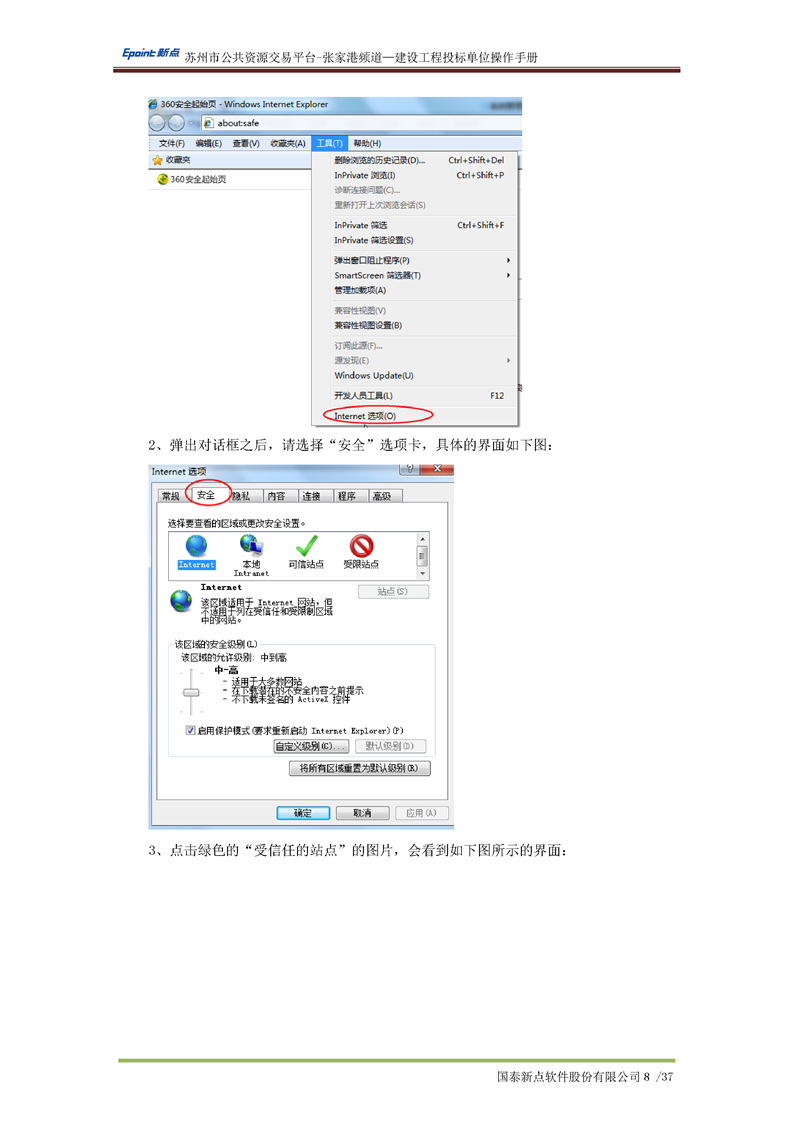 Epoint新点 苏州市公共资源交易平台-张家港频道—建设工程投标单位操作手册
360安全起始页 - Windows Internet Explorer
about:safe
文件(F) 编辑(E) 查看(V) 收藏夹(A) 工具(T) 帮助(H)
收藏夹
360安全起始页
删除浏览的历史记录(D)... Ctrl+Shift+Del
InPrivate 浏览(I) Ctrl+Shift+P
诊断连接问题(C)...
重新打开上次浏览会话(S)
InPrivate 筛选 Ctrl+Shift+F
InPrivate 筛选设置(S)
弹出窗口阻止程序(P)
SmartScreen 筛选器(T)
管理加载项(A)
兼容性视图(V)
兼容性视图设置(B)
订阅此源(F)...
源发现(E)
Windows Update(U)
开发人员工具(L) F12
Internet 选项(O)
2、弹出对话框之后，请选择“安全”选项卡，具体的界面如下图：
Internet 选项
常规 安全 隐私 内容 连接 程序 高级
选择要查看的区域或更改安全设置。
Internet 本地 可信站点 受限站点
Intranet
Internet
站点(S)
该区域适用于 Internet 网站，但
不适用于列在受信任和受限制区域
中的网站。
该区域的安全级别(L)
该区域的允许级别: 中到高
中-高
- 适用于大多数网站
- 在下载潜在的不安全内容之前提示
- 不下载未签名的 ActiveX 控件
启用保护模式(要求重新启动 Internet Explorer)(P)
自定义级别(C)... 默认级别(D)
将所有区域重置为默认级别(R)
确定 取消 应用(A)
3、点击绿色的“受信任的站点”的图片，会看到如下图所示的界面：
国泰新点软件股份有限公司 8 /37